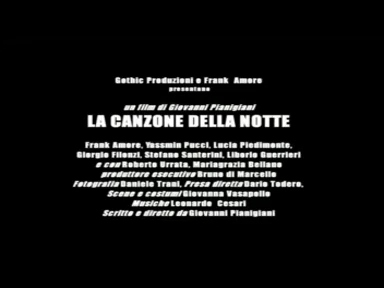 Gothic Produzioni e Frank Amore
presentano
un film di Giovanni Pianigiani
LA CANZONE DELLA NOTTE
Frank Amore, Yassmin Pucci, Lucia Piedimonte,
Giorgio Filonzi, Stefano Santerini, Liborio Guerrieri
e con Roberto Urrata, Mariagrazia Bellano
produttore esecutivo Bruno di Marcello
Fotografia Daniele Trani, Presa diretta Dario Todero,
Scene e costumi Giovanna Vasapollo
Musiche Leonardo Cesari
Scritto e diretto da Giovanni Pianigiani